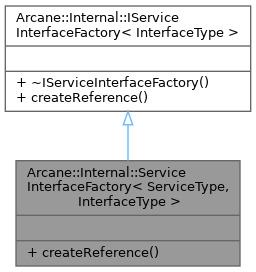 Arcane::Internal::IService
InterfaceFactory< InterfaceType >
+ ~IServiceInterfaceFactory()
+ createReference()
Arcane::Internal::Service
InterfaceFactory< ServiceType,
InterfaceType >
+ createReference()